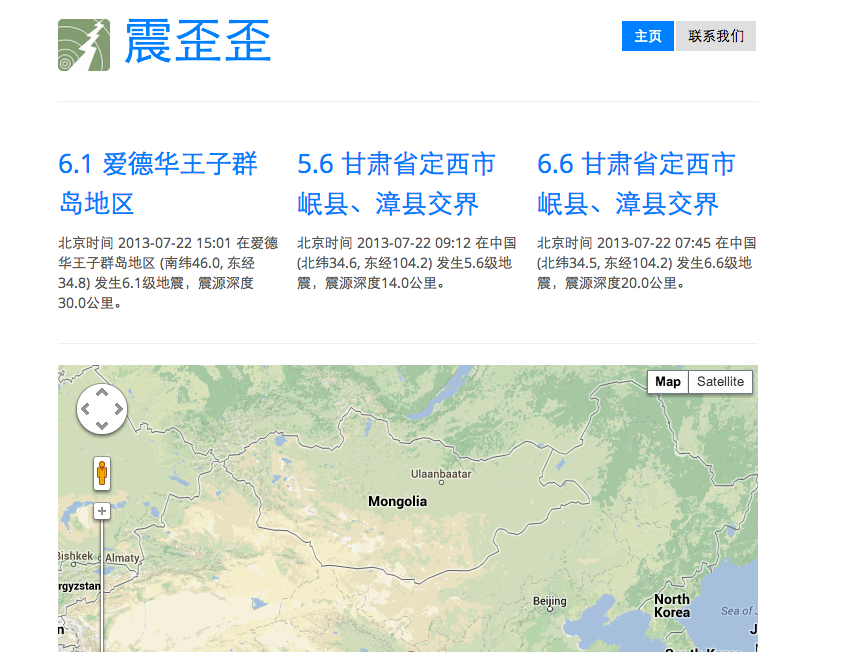 震歪歪
主页
联系我们
6.1 爱德华王子群
岛地区
北京时间 2013-07-22 15:01 在爱德
华王子群岛地区 (南纬46.0, 东经
34.8) 发生6.1级地震，震源深度
30.0公里。
5.6 甘肃省定西市
岷县、漳县交界
北京时间 2013-07-22 09:12 在中国
(北纬34.6, 东经104.2) 发生5.6级地
震，震源深度14.0公里。
6.6 甘肃省定西市
岷县、漳县交界
北京时间 2013-07-22 07:45 在中国
(北纬34.5, 东经104.2) 发生6.6级地
震，震源深度20.0公里。
Map
Satellite
Ulaanbaatar
Mongolia
Bishkek
Almaty
rgyzstan
Beijing
North
Korea
Sea of J